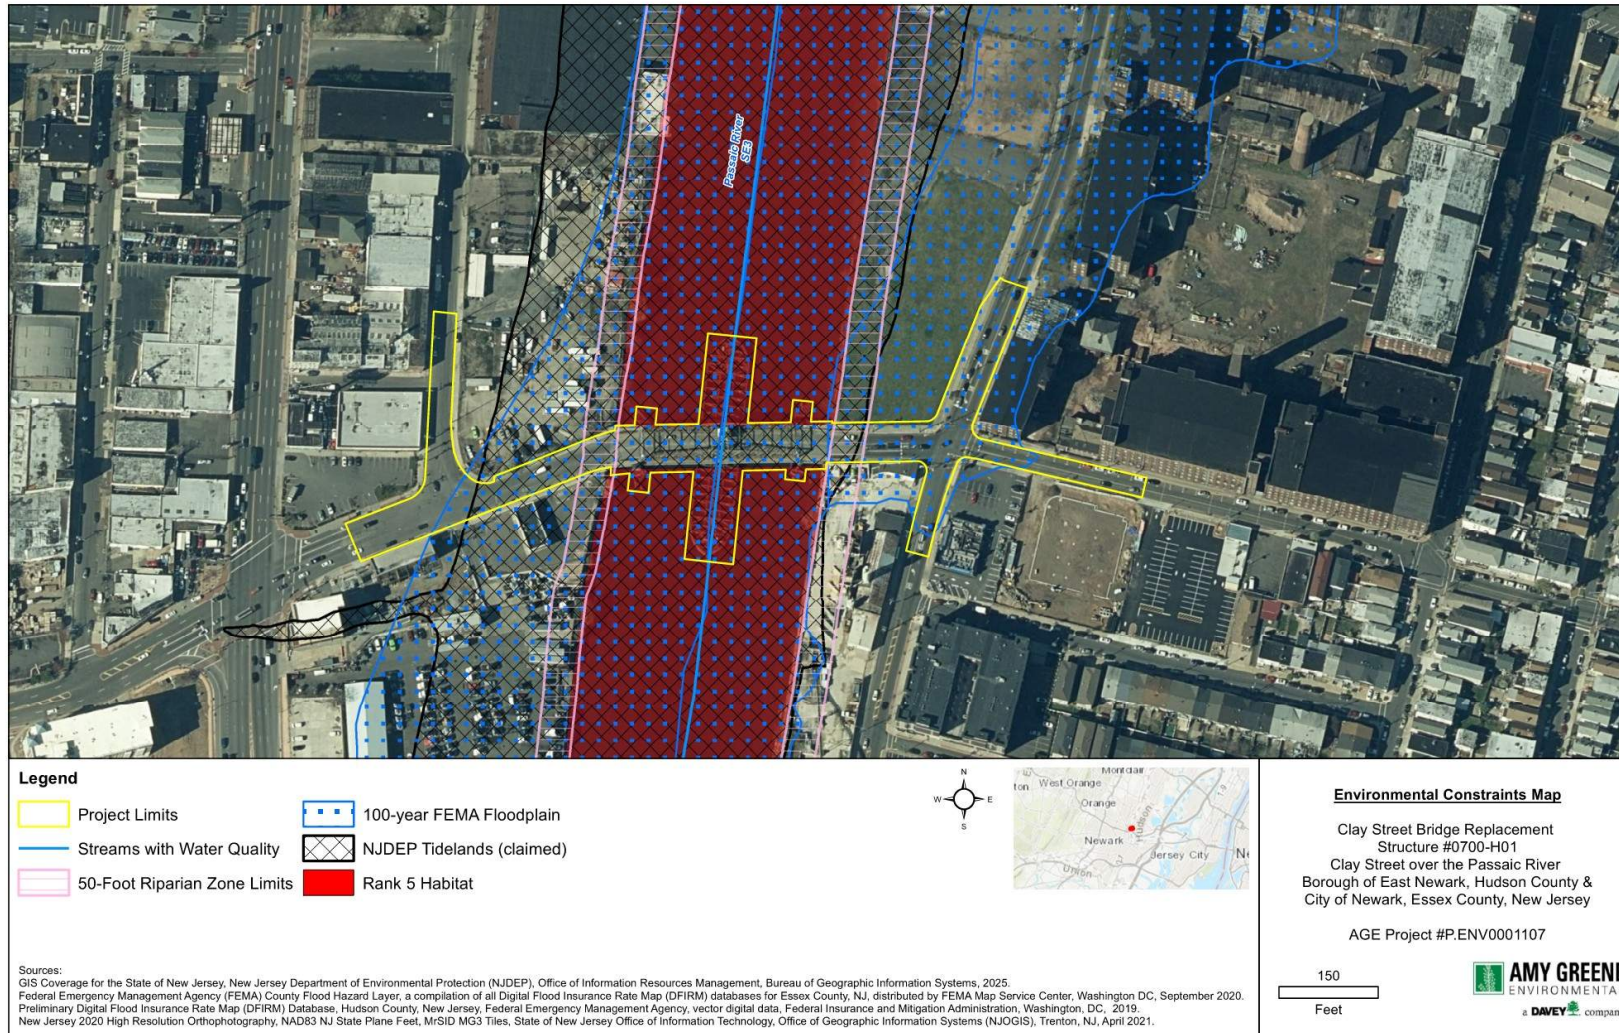 Passaic River
SE3
Legend
Project Limits
Streams with Water Quality
50-Foot Riparian Zone Limits
100-year FEMA Floodplain
NJDEP Tidelands (claimed)
Rank 5 Habitat
N
W E
S
Montclair
ton West Orange
Orange
Hudson
Newark
Jersey City
Ne
Union
Environmental Constraints Map
Clay Street Bridge Replacement
Structure #0700-H01
Clay Street over the Passaic River
Borough of East Newark, Hudson County &
City of Newark, Essex County, New Jersey
AGE Project #P.ENV0001107
150
Feet
AMY GREENE
ENVIRONMENTA
a DAVEY compan
Sources:
GIS Coverage for the State of New Jersey, New Jersey Department of Environmental Protection (NJDEP), Office of Information Resources Management, Bureau of Geographic Information Systems, 2025.
Federal Emergency Management Agency (FEMA) County Flood Hazard Layer, a compilation of all Digital Flood Insurance Rate Map (DFIRM) databases for Essex County, NJ, distributed by FEMA Map Service Center, Washington DC, September 2020.
Preliminary Digital Flood Insurance Rate Map (DFIRM) Database, Hudson County, New Jersey, Federal Emergency Management Agency, vector digital data, Federal Insurance and Mitigation Administration, Washington, DC, 2019.
New Jersey 2020 High Resolution Orthophotography, NAD83 NJ State Plane Feet, MrSID MG3 Tiles, State of New Jersey Office of Information Technology, Office of Geographic Information Systems (NJOGIS), Trenton, NJ, April 2021.